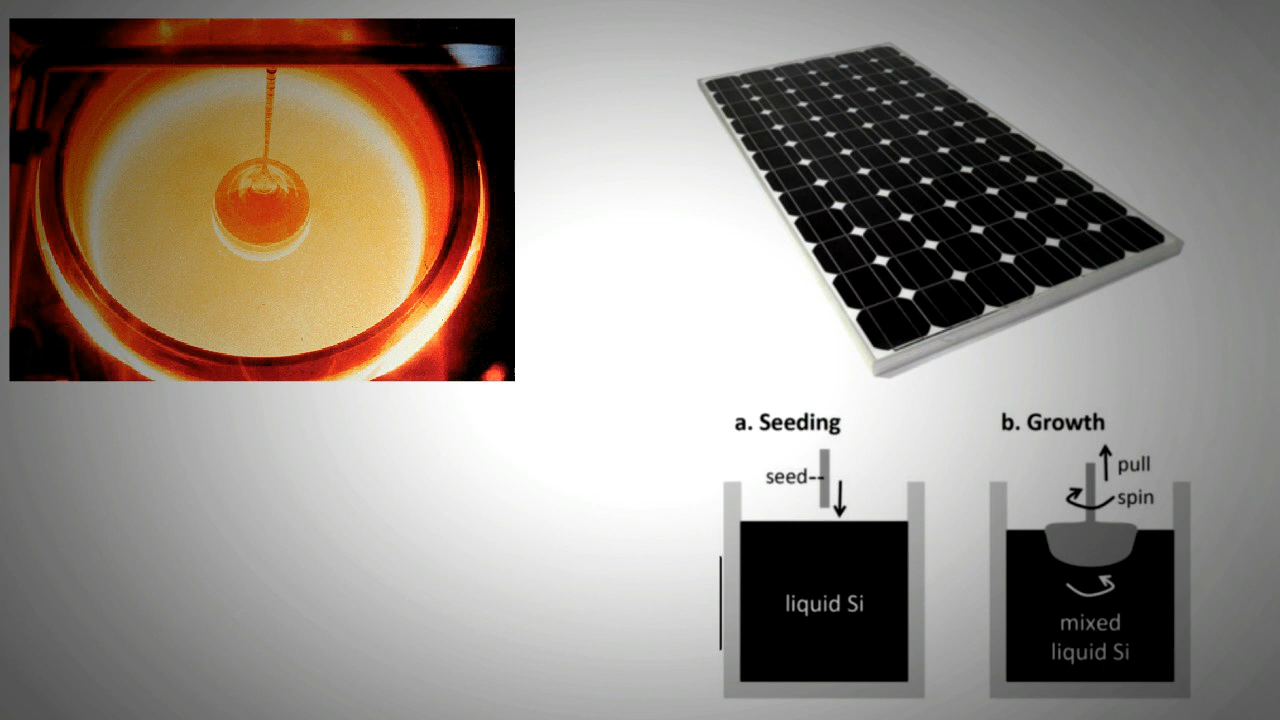 a. Seeding
seed--
liquid Si
b. Growth
pull
spin
mixed
liquid Si